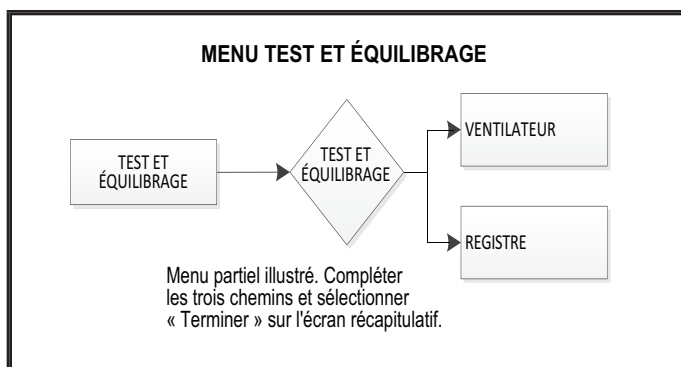 MENU TEST ET ÉQUILIBRAGE
TEST ET
ÉQUILIBRAGE
TEST ET
ÉQUILIBRAGE
VENTILATEUR
REGISTRE
Menu partiel illustré. Compléter
les trois chemins et sélectionner
« Terminer » sur l'écran récapitulatif.